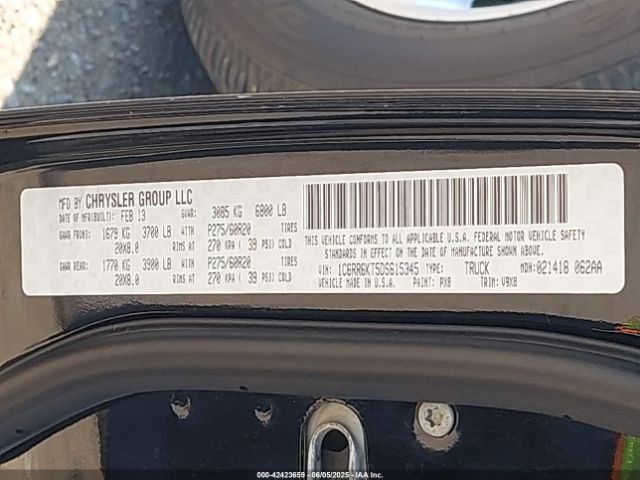 MFD BY CHRYSLER GROUP LLC
DATE OF MFR(BUILT): FEB 13 GVWR: 3085 KG 6800 LB
GAWR FRONT: 1679 KG 3700 LB WITH P275/60R20 TIRES
20X8.0 RIMS AT 270 KPA ( 39 PSI) COLD
GAWR REAR: 1770 KG 3900 LB WITH P275/60R20 TIRES
20X8.0 RIMS AT 270 KPA ( 39 PSI) COLD
THIS VEHICLE CONFORMS TO ALL APPLICABLE U.S.A. FEDERAL MOTOR VEHICLE SAFETY
STANDARDS IN EFFECT ON THE DATE OF MANUFACTURE SHOWN ABOVE.
VIN: 1C6RR6KT5DS615345 TYPE: TRUCK MDH: 021418 062AA
VEHICLE MADE IN U.S.A. PAINT: PX8 TRIM: V9X8
000-42423659 - 06/05/2025 - IAAI.com